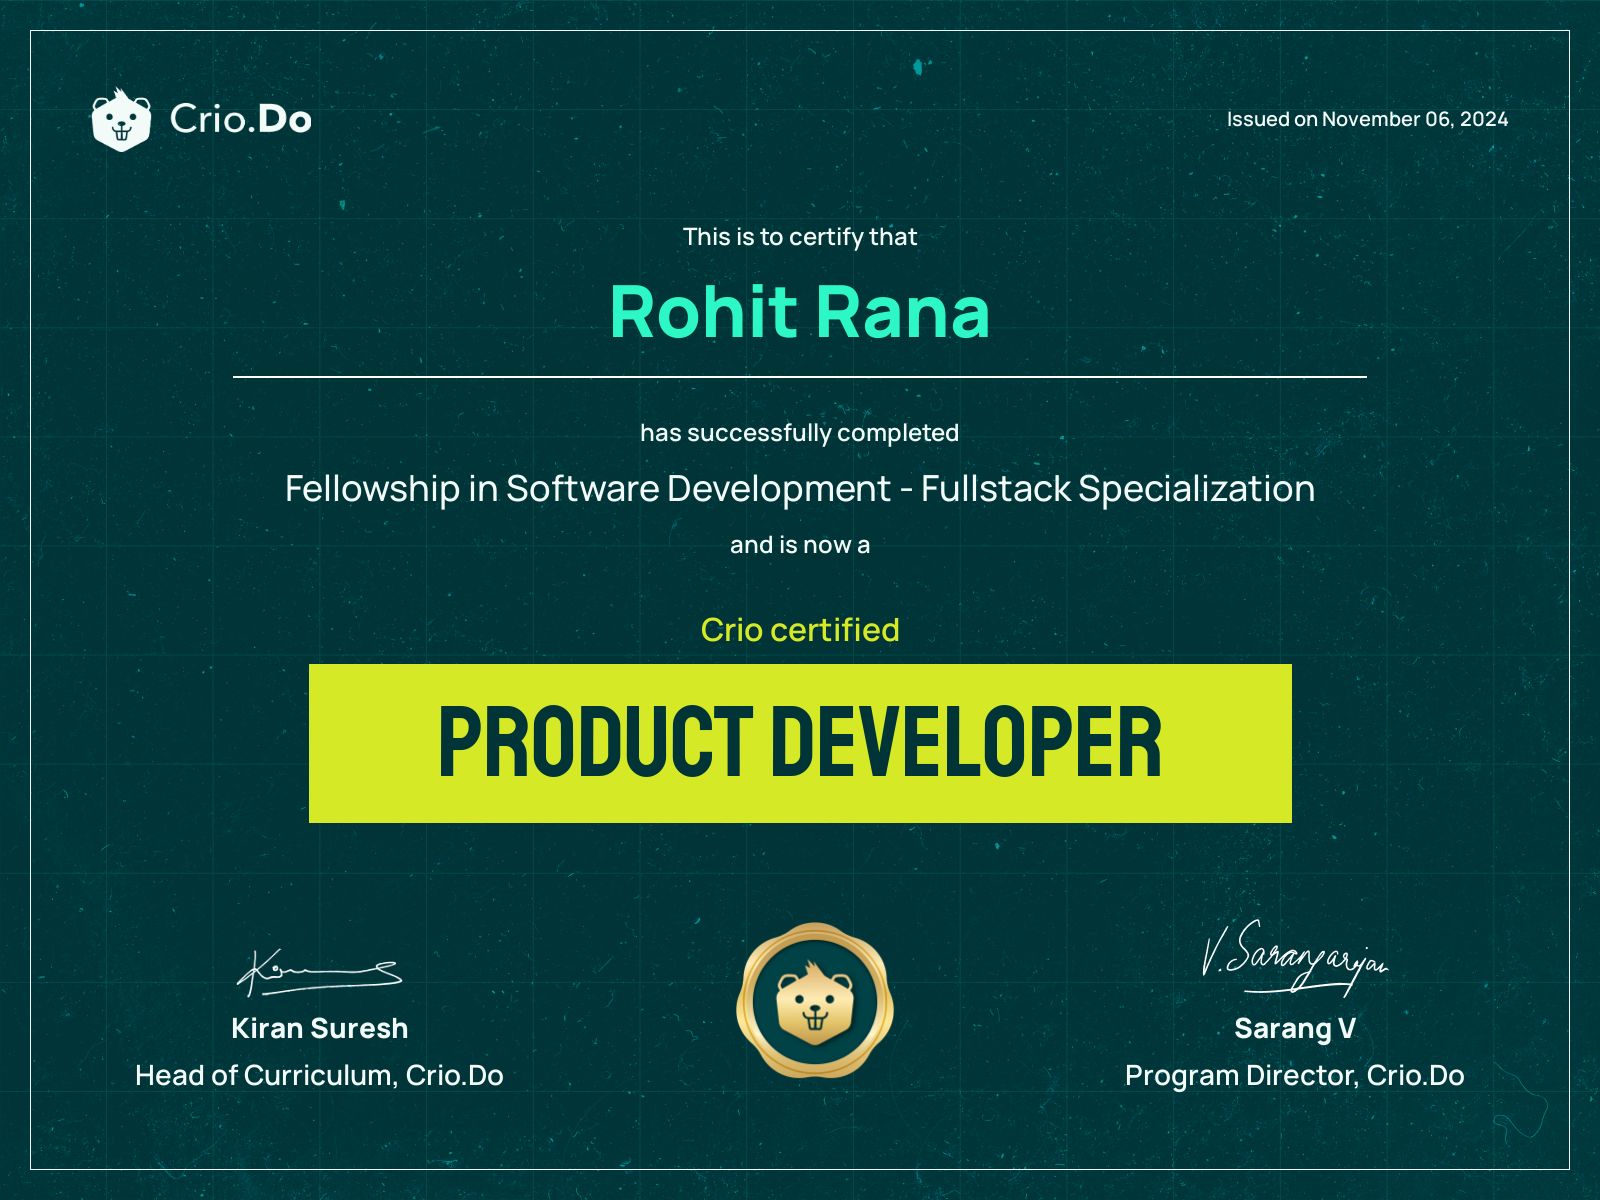 Crio.Do
Issued on November 06, 2024
This is to certify that
Rohit Rana
has successfully completed
Fellowship in Software Development - Fullstack Specialization
and is now a
Crio certified
PRODUCT DEVELOPER
V. Sarangarajan
Kiran Suresh
Sarang V
Head of Curriculum, Crio.Do
Program Director, Crio.Do